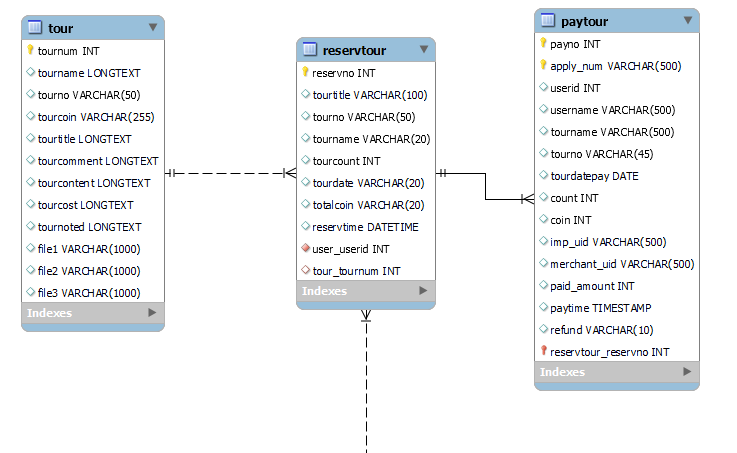 tour
tournum INT
tourname LONGTEXT
tourno VARCHAR(50)
tourcoin VARCHAR(255)
tourtitle LONGTEXT
tourcomment LONGTEXT
tourcontent LONGTEXT
tourcost LONGTEXT
tournoted LONGTEXT
file1 VARCHAR(1000)
file2 VARCHAR(1000)
file3 VARCHAR(1000)
Indexes
reservtour
reservno INT
tourtitle VARCHAR(100)
tourno VARCHAR(50)
tourname VARCHAR(20)
tourcount INT
tourdate VARCHAR(20)
totalcoin VARCHAR(20)
reservtime DATETIME
user_userid INT
tour_tournum INT
Indexes
paytour
payno INT
apply_num VARCHAR(500)
userid INT
username VARCHAR(500)
tourname VARCHAR(500)
tourno VARCHAR(45)
tourdatepay DATE
count INT
coin INT
imp_uid VARCHAR(500)
merchant_uid VARCHAR(500)
paid_amount INT
paytime TIMESTAMP
refund VARCHAR(10)
reservtour_reservno INT
Indexes